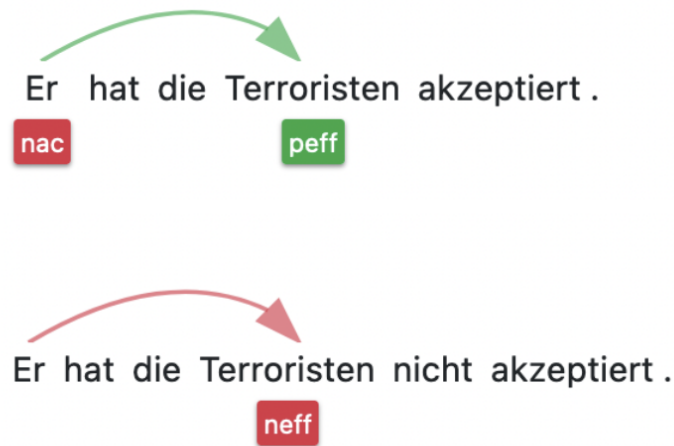 Er hat die Terroristen akzeptiert .
nac peff
Er hat die Terroristen nicht akzeptiert .
neff